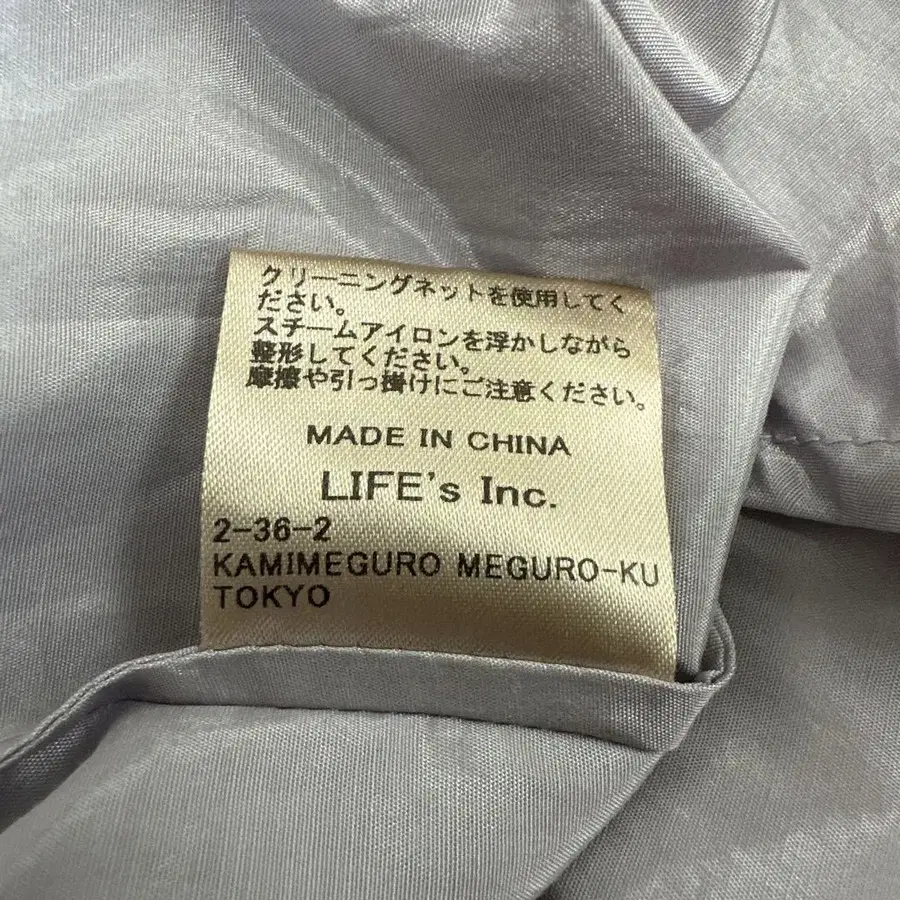 クリーニングネットを使用してく
ださい。
スチームアイロンを浮かしながら
整形してください。
摩擦や引っ掛けにご注意ください。
MADE IN CHINA
LIFE's Inc.
2-36-2
KAMIMEGURO MEGURO-KU
TOKYO